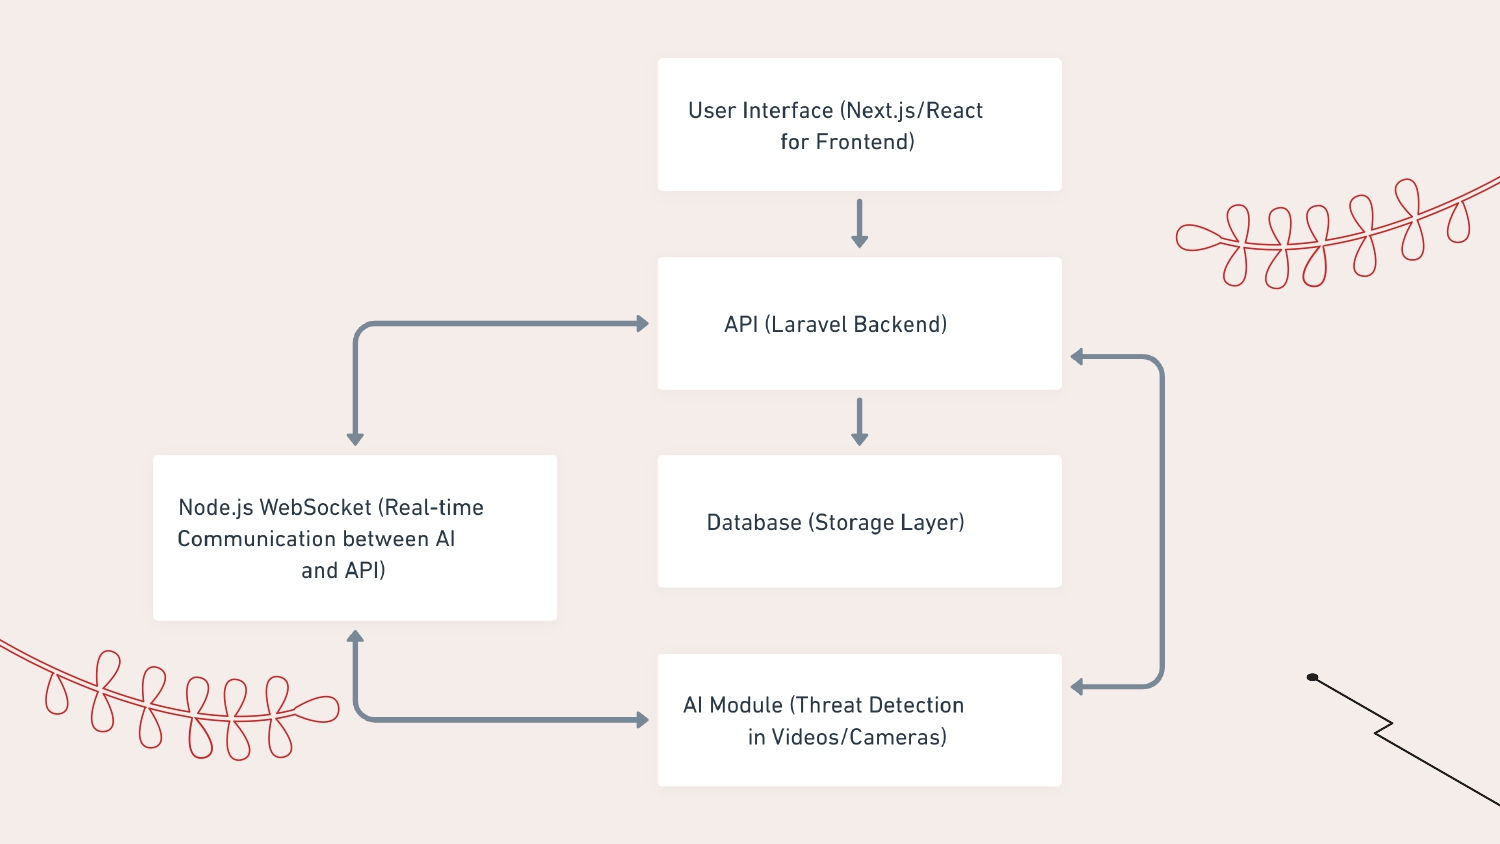 User Interface (Next.js/React
for Frontend)
API (Laravel Backend)
Node.js WebSocket (Real-time
Communication between AI
and API)
Database (Storage Layer)
AI Module (Threat Detection
in Videos/Cameras)